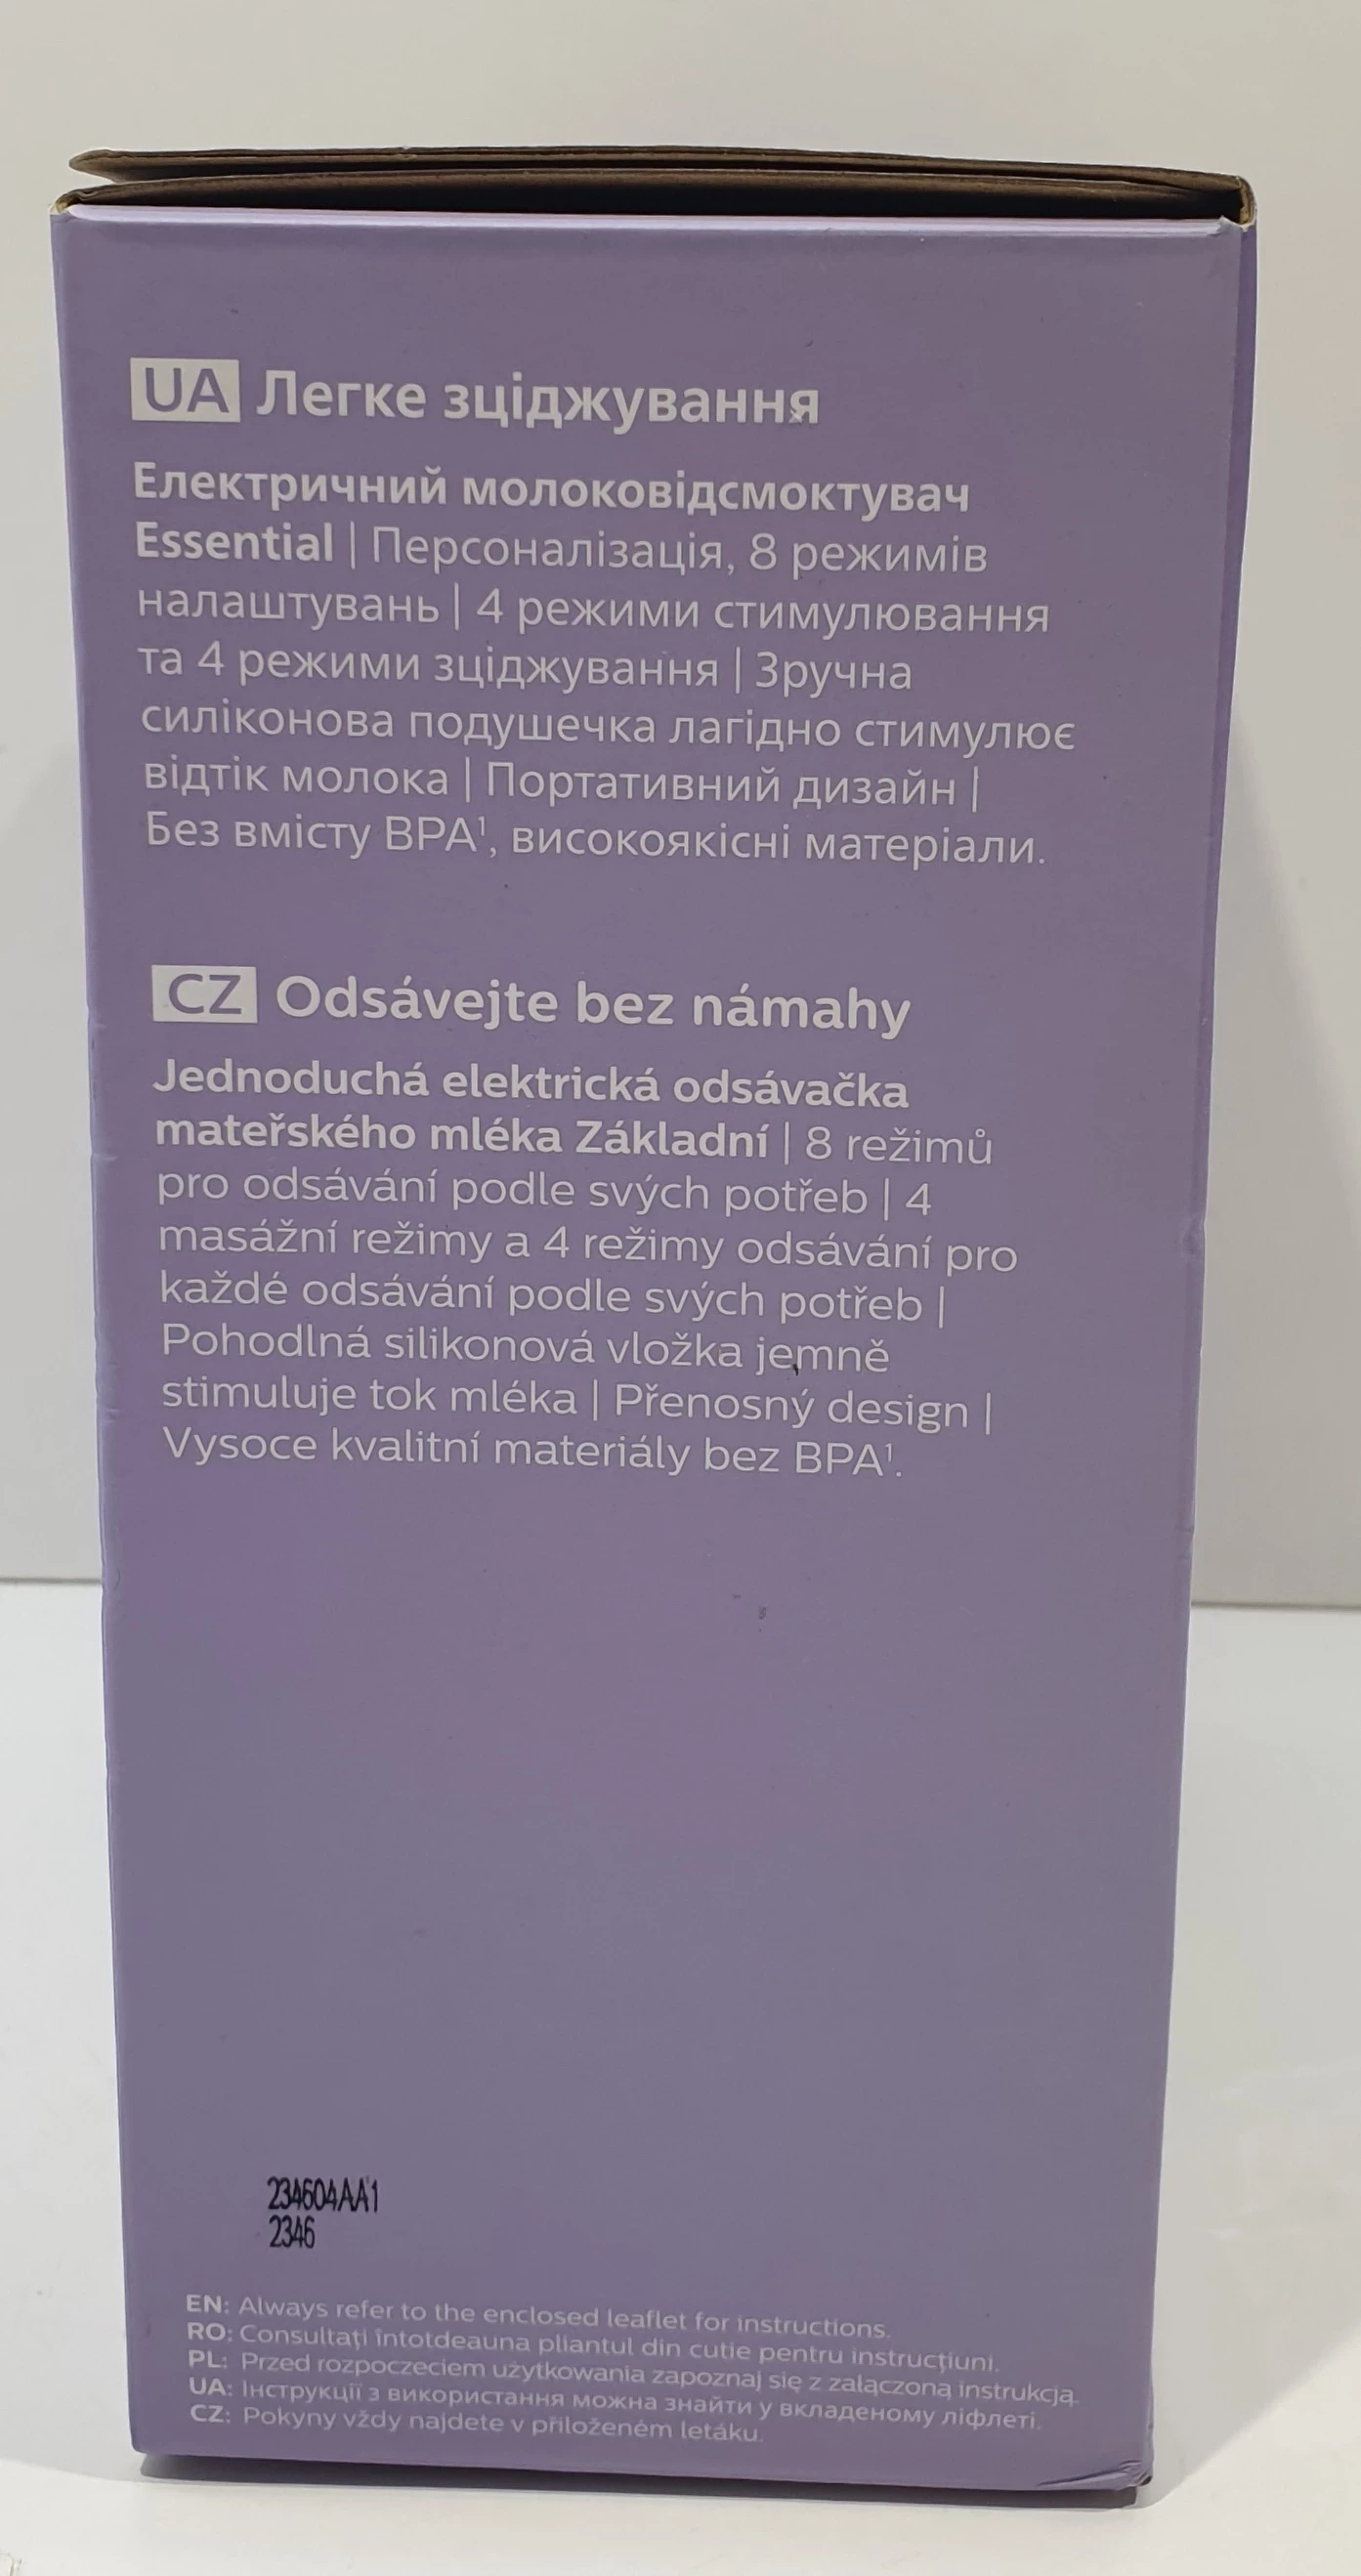 UA Легке зціджування
Електричний молоковідсмоктувач
Essential | Персоналізація, 8 режимів
налаштувань | 4 режими стимулювання
та 4 режими зціджування | Зручна
силіконова подушечка лагідно стимулює
відтік молока | Портативний дизайн |
Без вмісту BPA¹, високоякісні матеріали.
CZ Odsávejte bez námahy
Jednoduchá elektrická odsávačka
mateřského mléka Základní | 8 režimů
pro odsávání podle svých potřeb | 4
masážní režimy a 4 režimy odsávání pro
každé odsávání podle svých potřeb |
Pohodlná silikonová vložka jemně
stimuluje tok mléka | Přenosný design |
Vysoce kvalitní materiály bez BPA¹.
234604AA1
2346
EN: Always refer to the enclosed leaflet for instructions.
RO: Consultați întotdeauna pliantul din cutie pentru instrucțiuni.
PL: Przed rozpoczeciem użytkowania zapoznaj się z załączoną instrukcją.
UA: Інструкції з використання можна знайти у вкладеному ліфлеті.
CZ: Pokyny vždy najdete v přiloženém letáku.